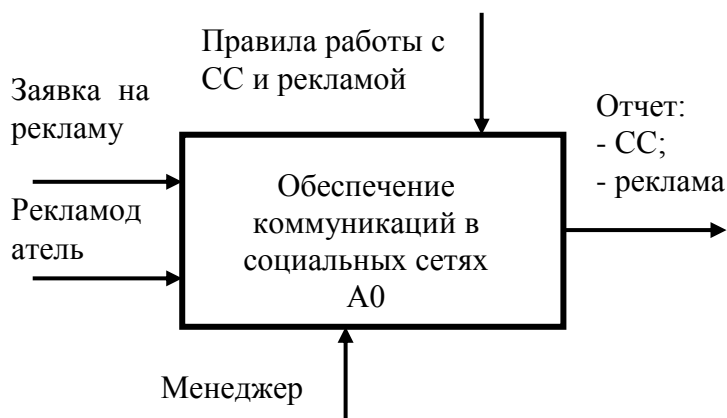 Правила работы с
СС и рекламой
Заявка на
рекламу
Рекламод
атель
Обеспечение
коммуникаций в
социальных сетях
А0
Отчет:
- СС;
- реклама
Менеджер